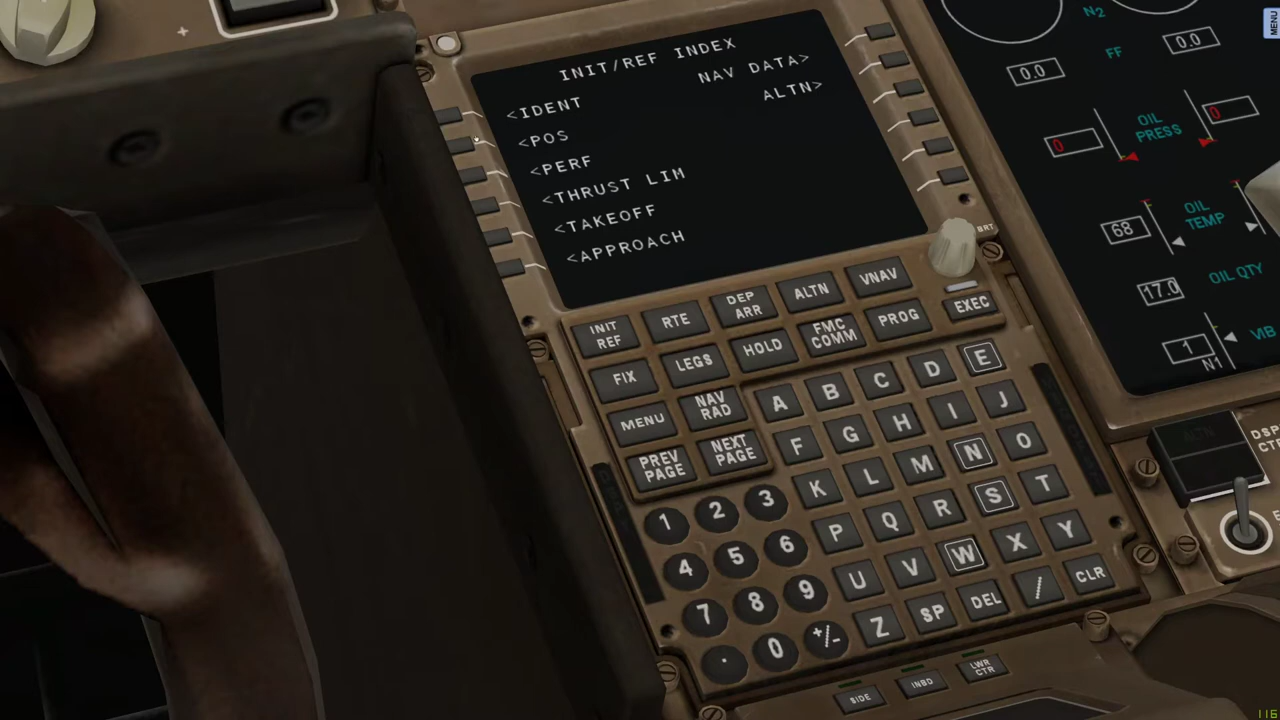 INIT/REF INDEX
<IDENT
NAV DATA>
<POS
ALTN>
<PERF
<THRUST LIM
<TAKEOFF
<APPROACH
BRT
INIT REF
RTE
DEP ARR
ALTN
VNAV
FIX
LEGS
HOLD
FMC COMM
PROG
EXEC
MENU
NAV RAD
PREV PAGE
NEXT PAGE
A B C D E
F G H I J
K L M N O
P Q R S T
U V W X Y
Z SP DEL / CLR
1 2 3
4 5 6
7 8 9
. 0 +/-
SIDE
INBD
LWR CTR
N2
0.0 FF 0.0
0 OIL PRESS 0
68 OIL TEMP
17.0 OIL QTY
1 N1 VIB
ALTN
MENU
116